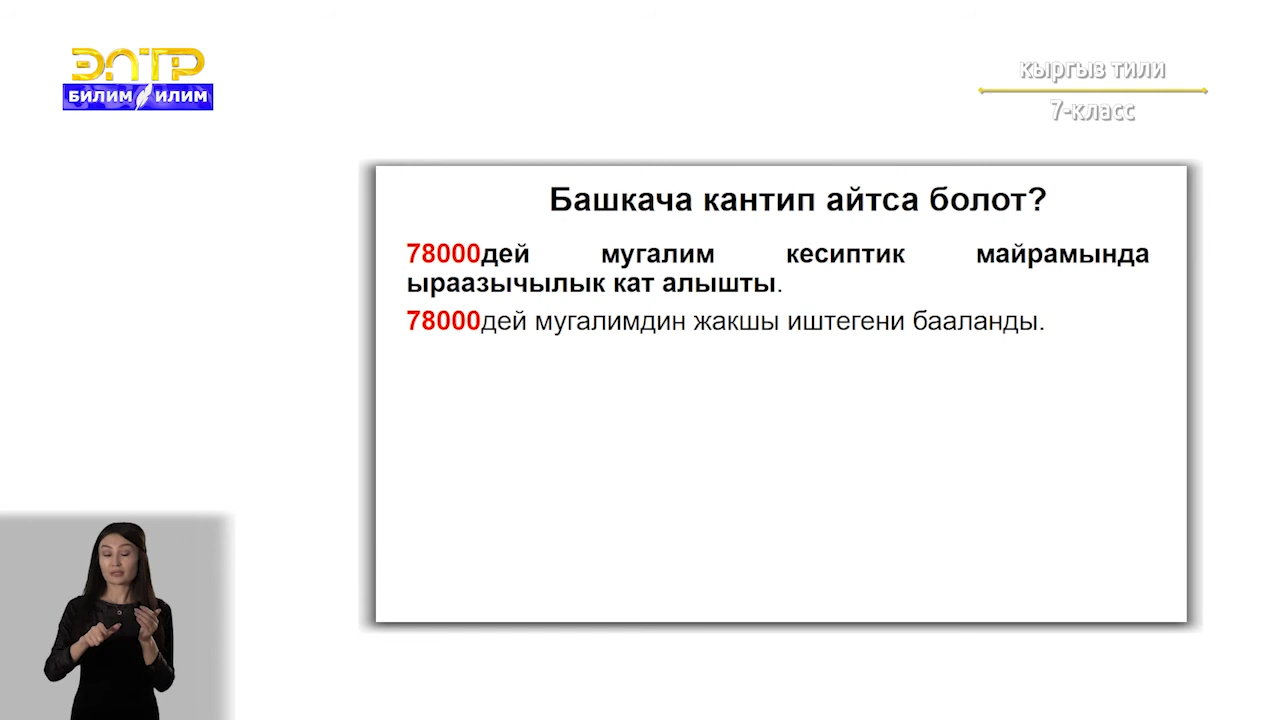 ЭЛТР
БИЛИМ ИЛИМ
кыргыз тили
7-класс
Башкача кантип айтса болот?
78000дей мугалим кесиптик майрамында
ыраазычылык кат алышты.
78000дей мугалимдин жакшы иштегени бааланды.